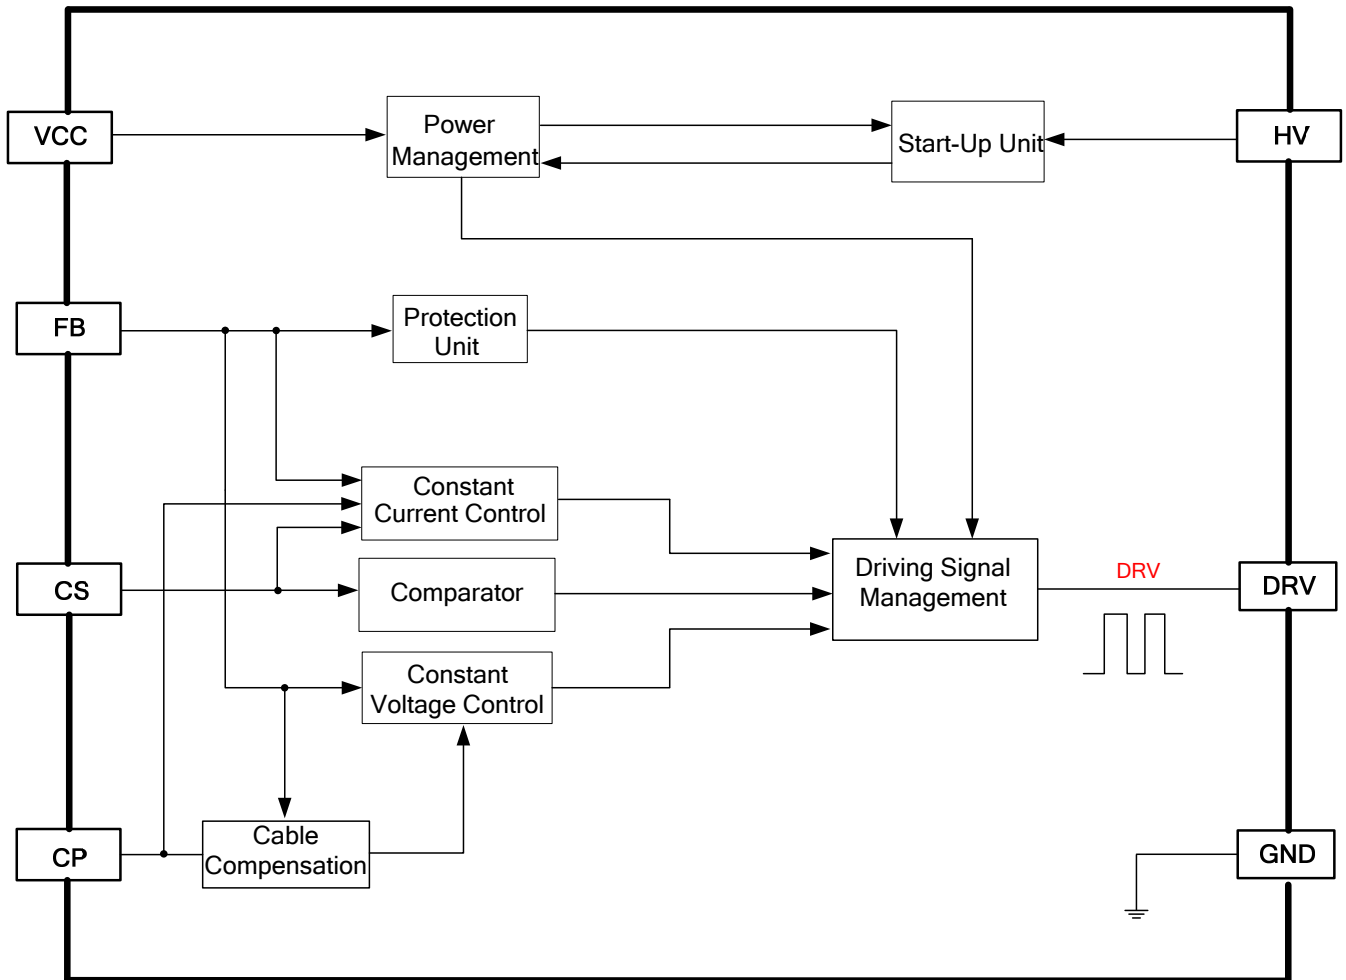 VCC
Power
Management
Start-Up Unit
HV
FB
Protection
Unit
Constant
Current Control
CS
Comparator
Driving Signal
Management
DRV
DRV
Constant
Voltage Control
CP
Cable
Compensation
GND